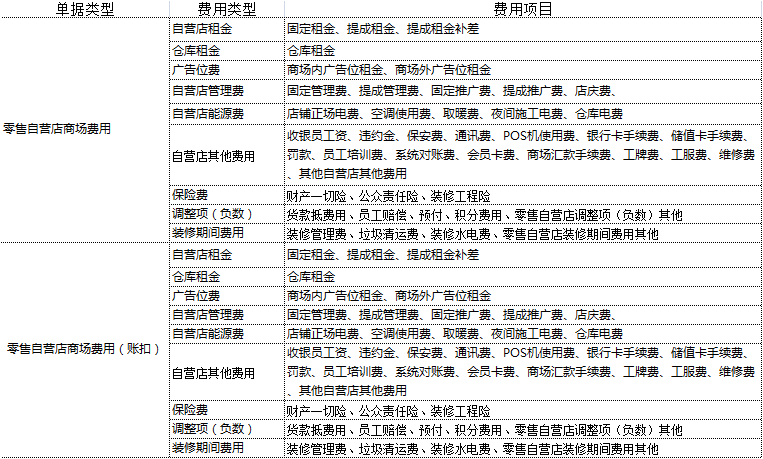 单据类型 费用类型 费用项目
自营店租金 固定租金、提成租金、提成租金补差
仓库租金 仓库租金
广告位费 商场内广告位租金、商场外广告位租金
自营店管理费 固定管理费、提成管理费、固定推广费、提成推广费、店庆费、
自营店能源费 店铺正场电费、空调使用费、取暖费、夜间施工电费、仓库电费
零售自营店商场费用
自营店其他费用
收银员工资、违约金、保安费、通讯费、POS机使用费、银行卡手续费、储值卡手续费、
罚款、员工培训费、系统对账费、会员卡费、商场汇款手续费、工牌费、工服费、维修费
、其他自营店其他费用
保险费 财产一切险、公众责任险、装修工程险
调整项（负数） 货款抵费用、员工赔偿、预付、积分费用、零售自营店调整项（负数）其他
装修期间费用 装修管理费、垃圾清运费、装修水电费、零售自营店装修期间费用其他
自营店租金 固定租金、提成租金、提成租金补差
仓库租金 仓库租金
广告位费 商场内广告位租金、商场外广告位租金
自营店管理费 固定管理费、提成管理费、固定推广费、提成推广费、店庆费、
自营店能源费 店铺正场电费、空调使用费、取暖费、夜间施工电费、仓库电费
零售自营店商场费用（账扣）
自营店其他费用
收银员工资、违约金、保安费、通讯费、POS机使用费、银行卡手续费、储值卡手续费、
罚款、员工培训费、系统对账费、会员卡费、商场汇款手续费、工牌费、工服费、维修费
、其他自营店其他费用
保险费 财产一切险、公众责任险、装修工程险
调整项（负数） 货款抵费用、员工赔偿、预付、积分费用、零售自营店调整项（负数）其他
装修期间费用 装修管理费、垃圾清运费、装修水电费、零售自营店装修期间费用其他